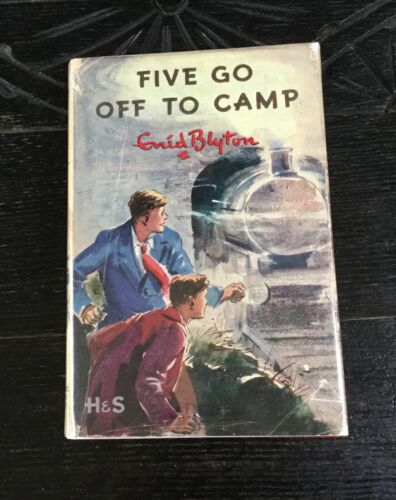 FIVE GO
OFF TO CAMP
Enid Blyton
H&S